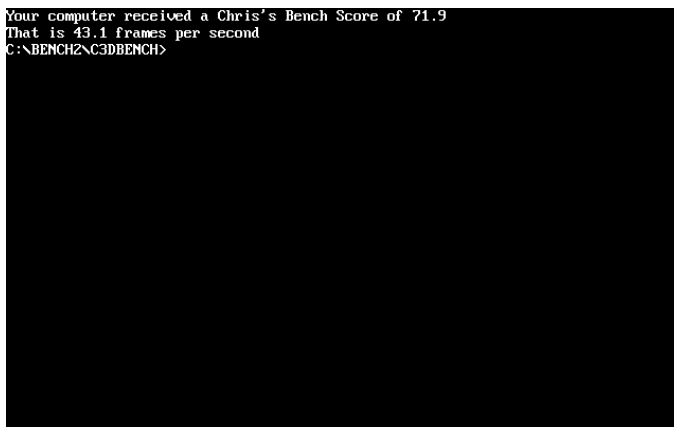 Your computer received a Chris's Bench Score of 71.9
That is 43.1 frames per second
C:\BENCH2\C3DBENCH>